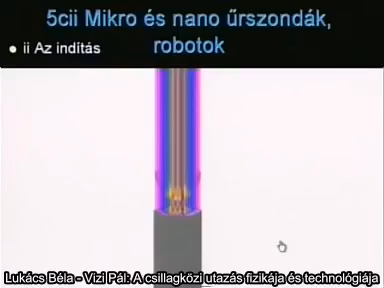 5cii Mikro és nano űrszondák,
robotok
● ii Az indítás
Lukács Béla - Vizi Pál: A csillagközi utazás fizikája és technológiája